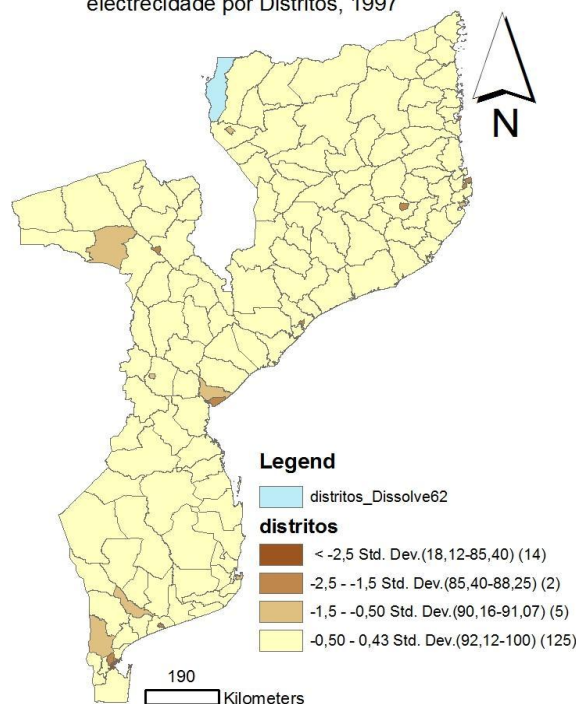 electrecidade por Distritos, 1997
N
Legend
distritos_Dissolve62
distritos
< -2,5 Std. Dev.(18,12-85,40) (14)
-2,5 - -1,5 Std. Dev.(85,40-88,25) (2)
-1,5 - -0,50 Std. Dev.(90,16-91,07) (5)
-0,50 - 0,43 Std. Dev.(92,12-100) (125)
190
Kilometers